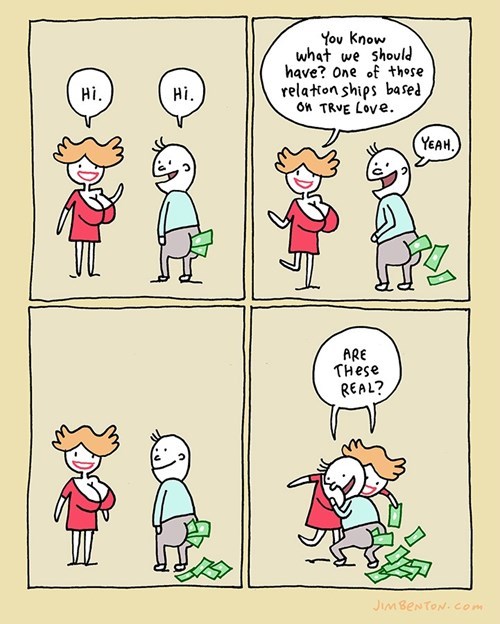 Hi.
Hi.
You Know
what we should
have? One of those
relationships based
on TRUE Love.
YEAH.
ARE
THese
REAL?
JIMBENTON.COM